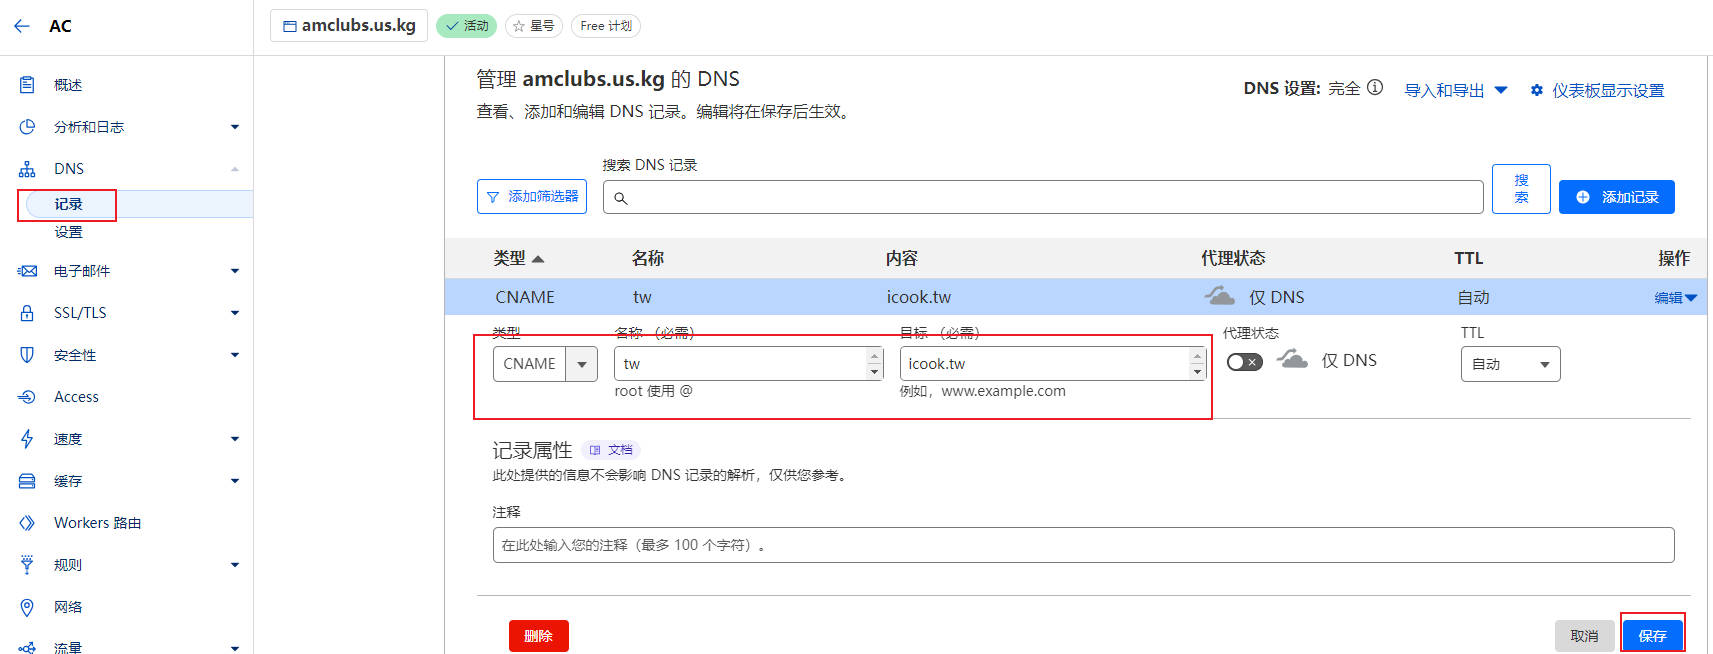 AC
amclubs.us.kg
活动
星号
Free 计划
概述
分析和日志
DNS
记录
设置
电子邮件
SSL/TLS
安全性
Access
速度
缓存
Workers 路由
规则
网络
流量
管理 amclubs.us.kg 的 DNS
查看、添加和编辑 DNS 记录。编辑将在保存后生效。
DNS 设置: 完全
导入和导出
仪表板显示设置
添加筛选器
搜索 DNS 记录
搜
索
添加记录
类型 名称 内容 代理状态 TTL 操作
CNAME tw icook.tw 仅 DNS 自动 编辑
类型 名称 （必需） 目标 （必需） 代理状态 TTL
CNAME tw icook.tw 仅 DNS 自动
root 使用 @ 例如，www.example.com
记录属性 文档
此处提供的信息不会影响 DNS 记录的解析，仅供您参考。
注释
在此处输入您的注释（最多 100 个字符）。
删除 取消 保存